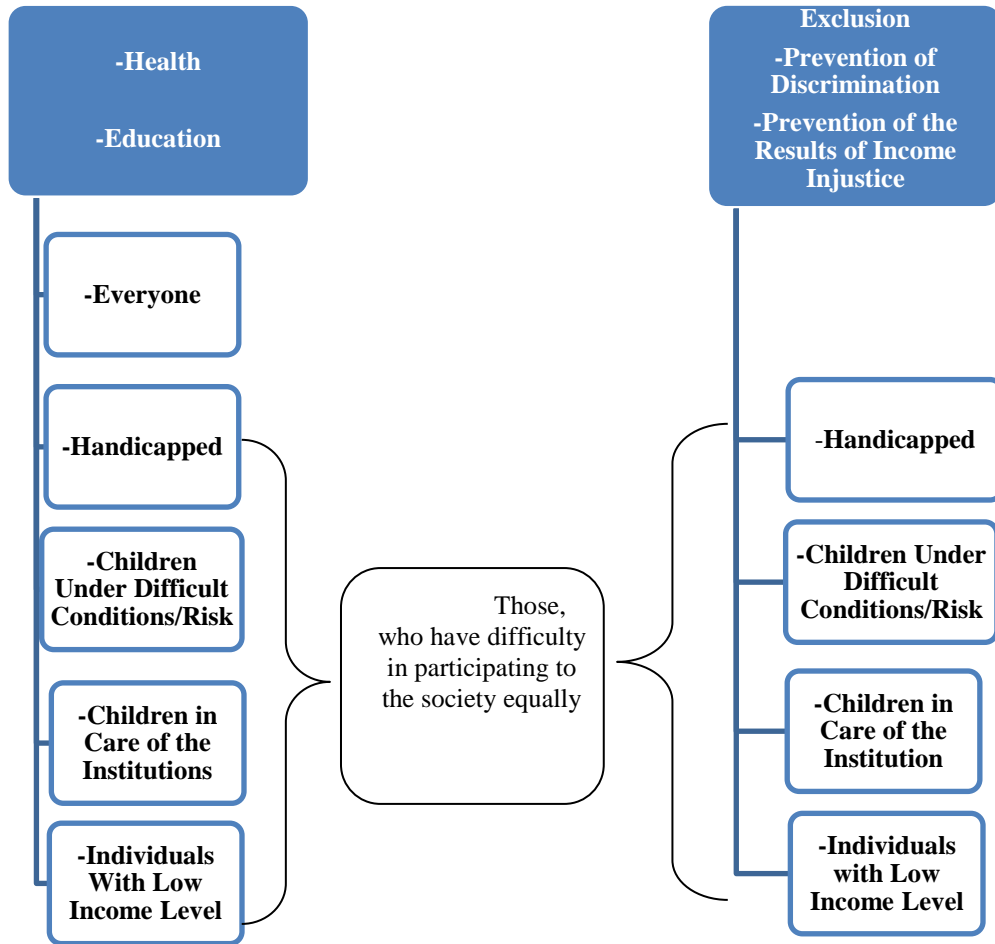 -Health
-Education
-Everyone
-Handicapped
-Children
Under Difficult
Conditions/Risk
-Children in
Care of the
Institutions
-Individuals
With Low
Income Level
Those,
who have difficulty
in participating to
the society equally
Exclusion
-Prevention of
Discrimination
-Prevention of the
Results of Income
Injustice
-Handicapped
-Children Under
Difficult
Conditions/Risk
-Children in
Care of the
Institution
-Individuals
with Low
Income Level